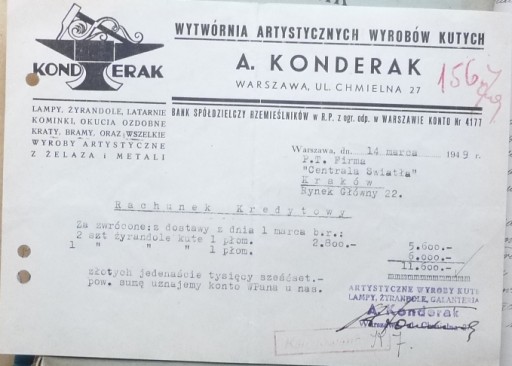 KONDERAK
WYTWÓRNIA ARTYSTYCZNYCH WYROBÓW KUTYCH
A. KONDERAK
WARSZAWA, UL. CHMIELNA 27
BANK SPÓŁDZIELCZY RZEMIEŚLNIKÓW w R.P. z ogr. odp. w WARSZAWIE KONTO Nr 4177
LAMPY, ŻYRANDOLE, LATARNIE
KOMINKI, OKUCIA OZDOBNE
KRATY, BRAMY, ORAZ WSZELKIE
WYROBY ARTYSTYCZNE
Z ŻELAZA I METALI
Warszawa, dn. 14 marca 1949 r.
P.T. Firma
"Centrala Światła"
Kraków
Rynek Główny 22.
Rachunek Kredytowy
Za zwrócone: z dostawy z dnia 1 marca b.r.:
2 szt żyrandole kute 1 płom. 2.800.- 5.600.-
1 " " " 1 płom. 6.000.-
11.600.-
złotych jedenaście tysięcy sześćset.-
pow. sumę uznajemy konto WPana u nas.
ARTYSTYCZNE WYROBY KUTE
LAMPY, ŻYRANDOLE, GALANTERIA
A. Konderak